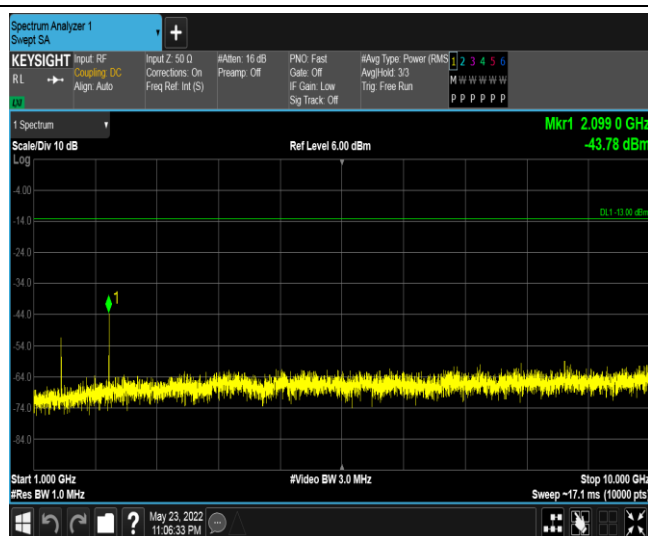 Spectrum Analyzer 1
Swept SA
+
KEYSIGHT
RL
LXI
Input: RF
Coupling: DC
Align: Auto
Input Z: 50 Ω
Corrections: On
Freq Ref: Int (S)
#Atten: 16 dB
Preamp: Off
PNO: Fast
Gate: Off
IF Gain: Low
Sig Track: Off
#Avg Type: Power (RMS
Avg|Hold: 3/3
Trig: Free Run
1 2 3 4 5 6
M W W W W W
P P P P P P
1 Spectrum
Mkr1 2.099 0 GHz
-43.78 dBm
Scale/Div 10 dB
Ref Level 6.00 dBm
Log
-4.00
DL1 -13.00 dBm
-14.0
-24.0
-34.0
1
-44.0
-54.0
-64.0
-74.0
-84.0
Start 1.000 GHz
#Video BW 3.0 MHz
Stop 10.000 GHz
#Res BW 1.0 MHz
Sweep ~17.1 ms (10000 pts)
?
May 23, 2022
11:06:33 PM